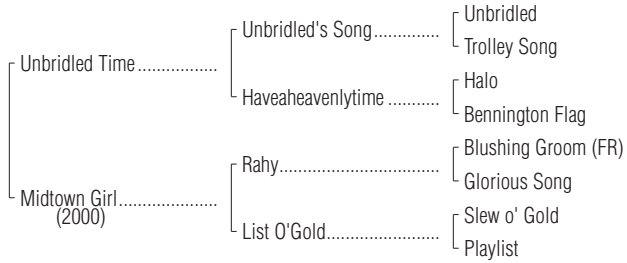 Unbridled
Unbridled's Song
Trolley Song
Unbridled Time
Halo
Haveaheavenlytime
Bennington Flag
Blushing Groom (FR)
Rahy
Glorious Song
Midtown Girl
(2000)
Slew o' Gold
List O'Gold
Playlist